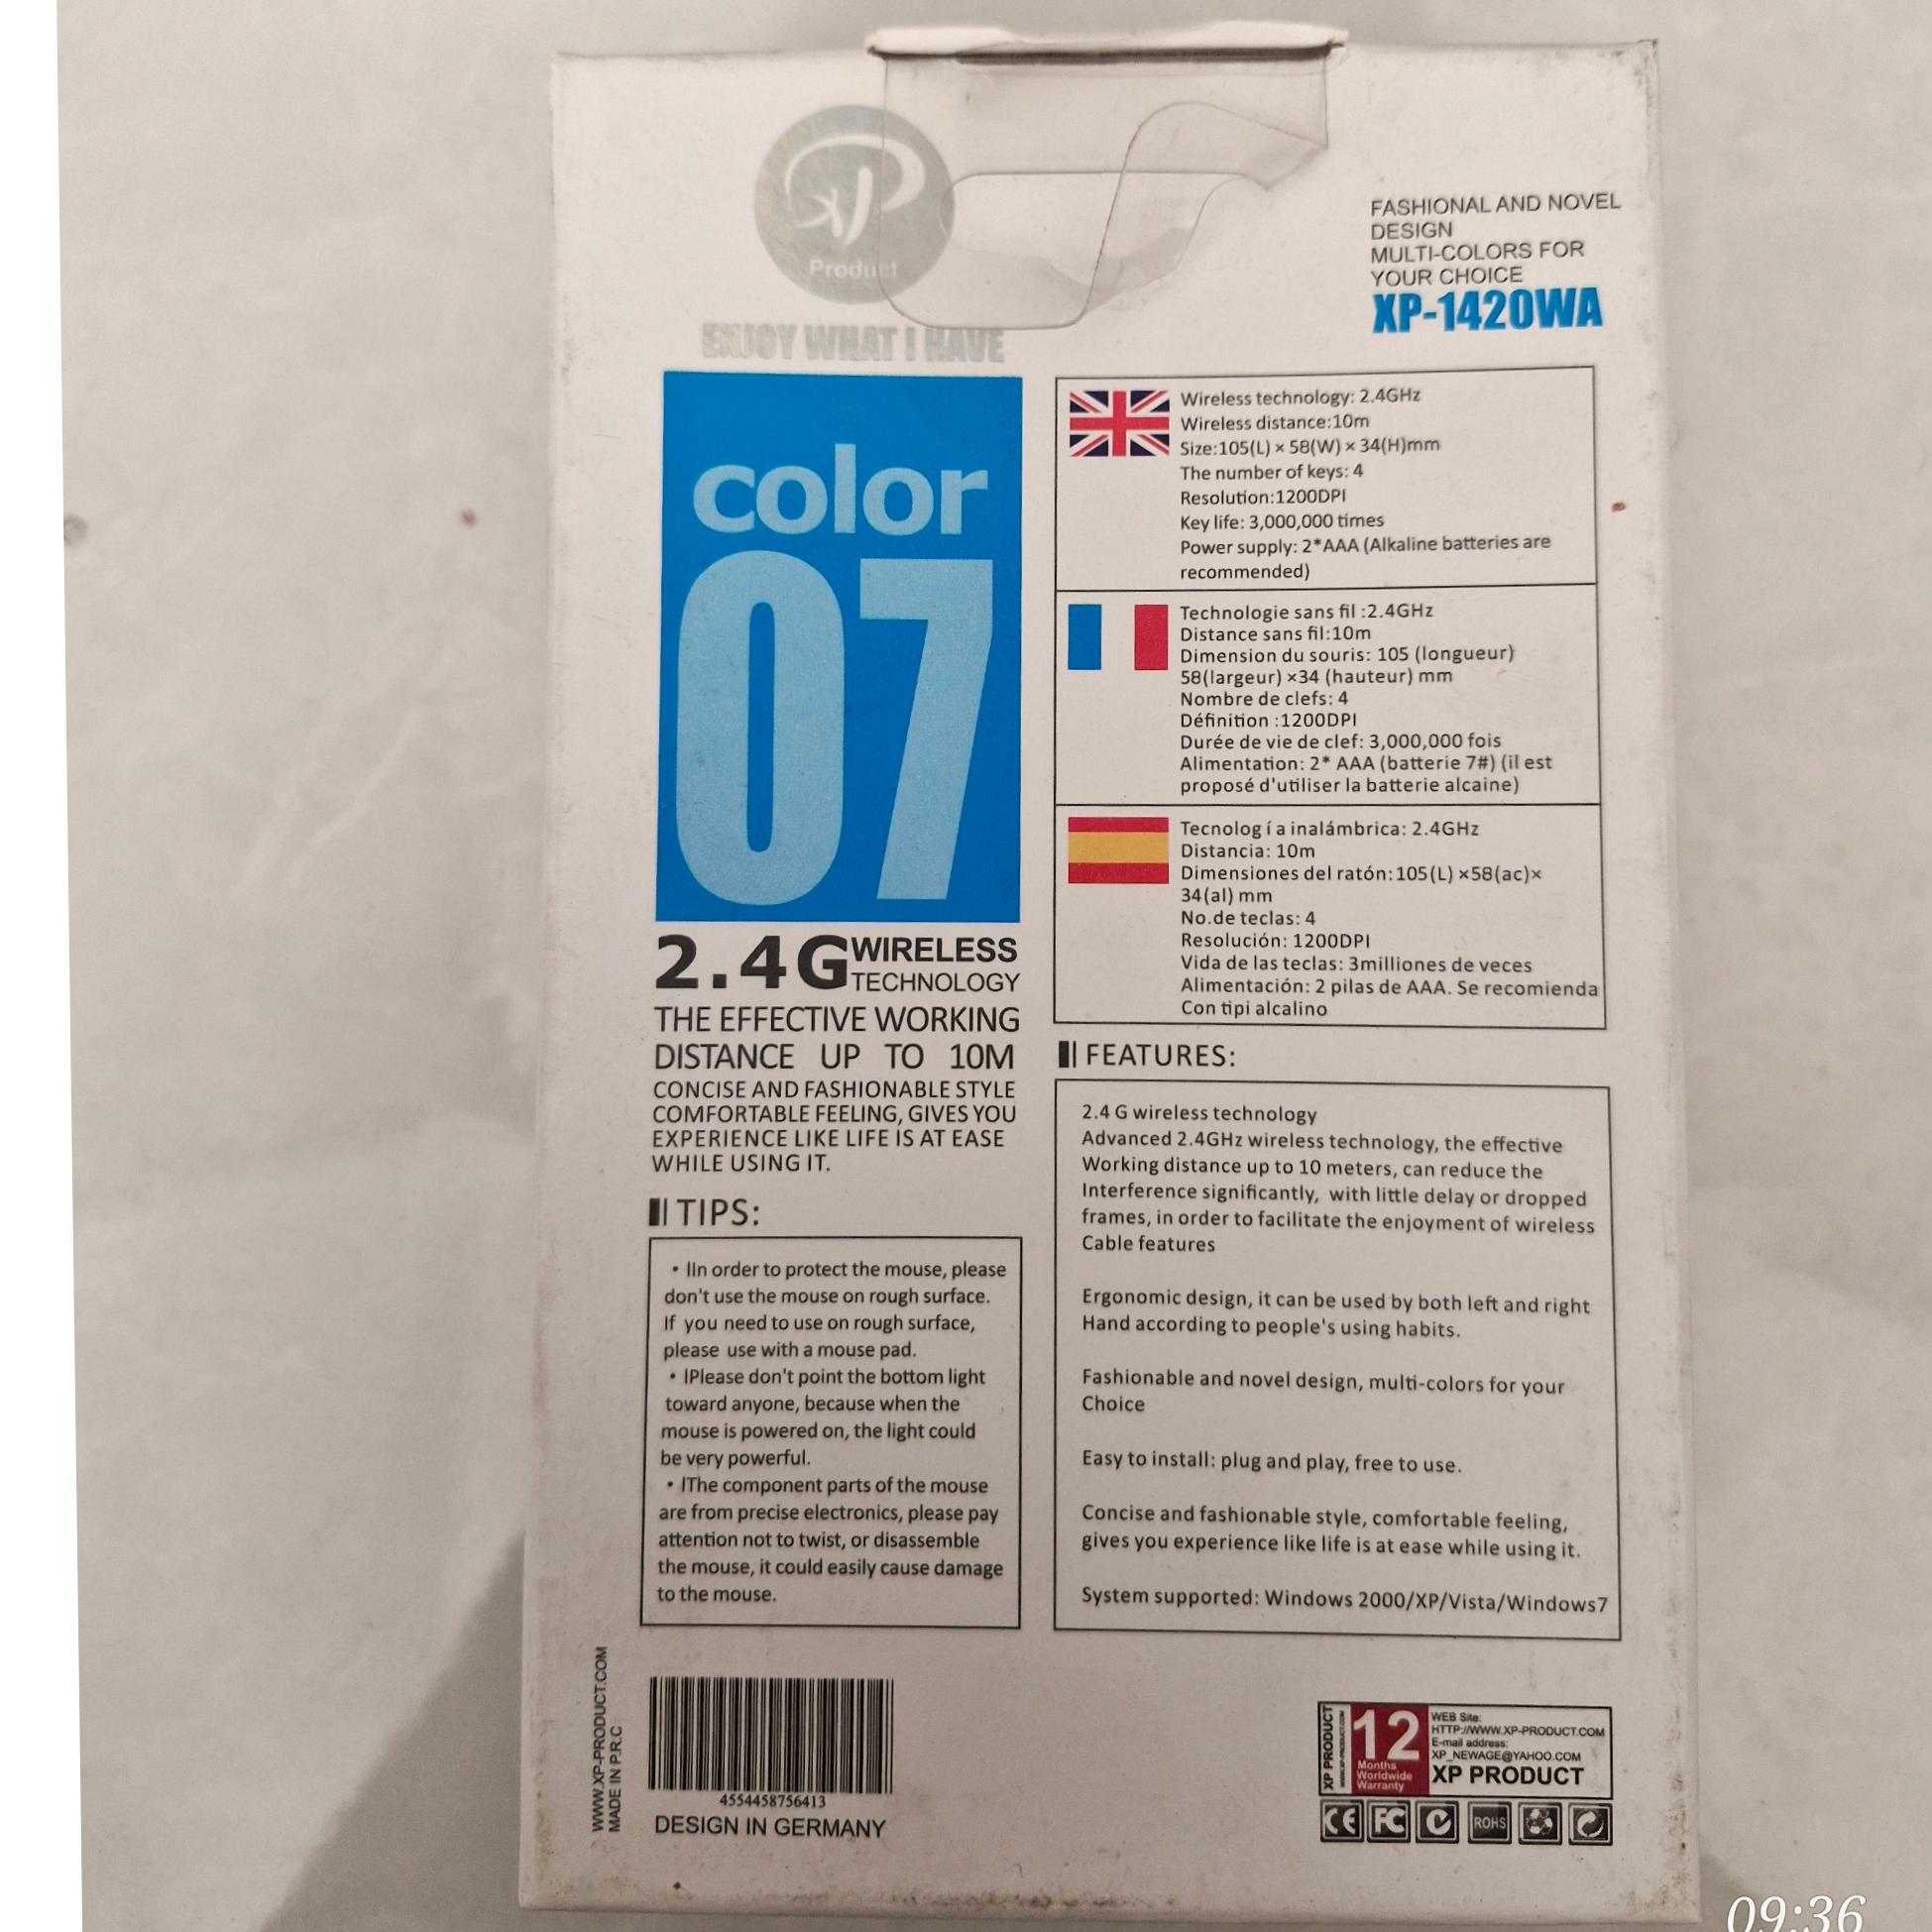 XP
Product
ENJOY WHAT I HAVE
FASHIONAL AND NOVEL
DESIGN
MULTI-COLORS FOR
YOUR CHOICE
XP-1420WA
color
07
2.4G WIRELESS
TECHNOLOGY
THE EFFECTIVE WORKING
DISTANCE UP TO 10M
CONCISE AND FASHIONABLE STYLE
COMFORTABLE FEELING, GIVES YOU
EXPERIENCE LIKE LIFE IS AT EASE
WHILE USING IT.
TIPS:
• lIn order to protect the mouse, please
don't use the mouse on rough surface.
If you need to use on rough surface,
please use with a mouse pad.
• lPlease don't point the bottom light
toward anyone, because when the
mouse is powered on, the light could
be very powerful.
• lThe component parts of the mouse
are from precise electronics, please pay
attention not to twist, or disassemble
the mouse, it could easily cause damage
to the mouse.
Wireless technology: 2.4GHz
Wireless distance:10m
Size:105(L) × 58(W) × 34(H)mm
The number of keys: 4
Resolution:1200DPI
Key life: 3,000,000 times
Power supply: 2*AAA (Alkaline batteries are
recommended)
Technologie sans fil :2.4GHz
Distance sans fil:10m
Dimension du souris: 105 (longueur)
58(largeur) ×34 (hauteur) mm
Nombre de clefs: 4
Définition :1200DPI
Durée de vie de clef: 3,000,000 fois
Alimentation: 2* AAA (batterie 7#) (il est
proposé d'utiliser la batterie alcaine)
Tecnolog í a inalámbrica: 2.4GHz
Distancia: 10m
Dimensiones del ratón:105(L) ×58(ac)×
34(al) mm
No.de teclas: 4
Resolución: 1200DPI
Vida de las teclas: 3milliones de veces
Alimentación: 2 pilas de AAA. Se recomienda
Con tipi alcalino
FEATURES:
2.4 G wireless technology
Advanced 2.4GHz wireless technology, the effective
Working distance up to 10 meters, can reduce the
Interference significantly, with little delay or dropped
frames, in order to facilitate the enjoyment of wireless
Cable features
Ergonomic design, it can be used by both left and right
Hand according to people's using habits.
Fashionable and novel design, multi-colors for your
Choice
Easy to install: plug and play, free to use.
Concise and fashionable style, comfortable feeling,
gives you experience like life is at ease while using it.
System supported: Windows 2000/XP/Vista/Windows7
WWW.XP-PRODUCT.COM
MADE IN P.R.C
4554458756413
DESIGN IN GERMANY
XP PRODUCT
WWW.XP-PRODUCT.COM
12
Months
Worldwide
Warranty
WEB Site:
HTTP://WWW.XP-PRODUCT.COM
E-mail address:
XP_NEWAGE@YAHOO.COM
XP PRODUCT
CE FC C ROHS
09:36